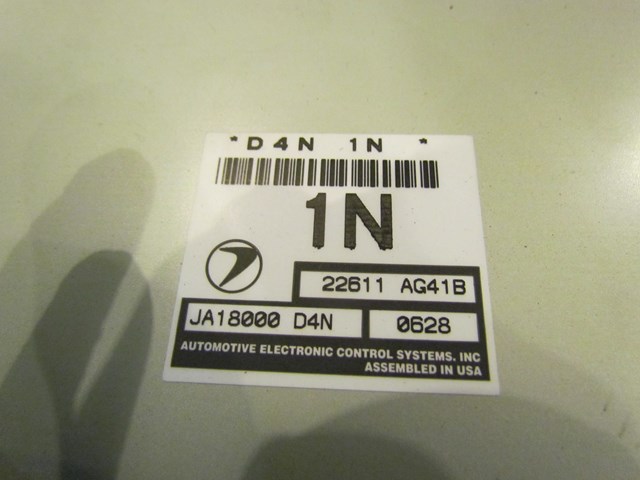 *D4N 1N *
1N
22611 AG41B
JA18000 D4N 0628
AUTOMOTIVE ELECTRONIC CONTROL SYSTEMS. INC
ASSEMBLED IN USA